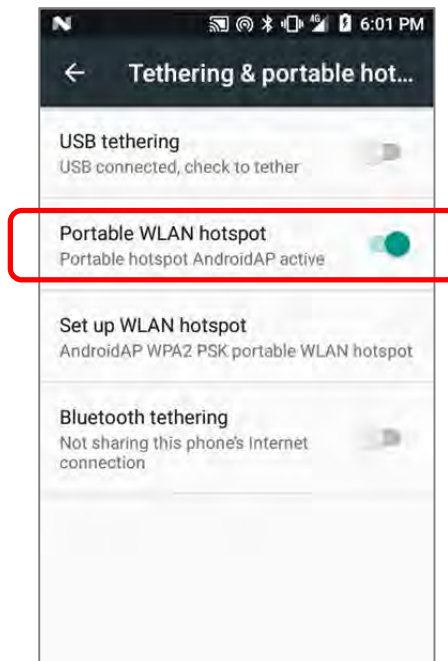 6:01 PM
Tethering & portable hot...
USB tethering
USB connected, check to tether
Portable WLAN hotspot
Portable hotspot AndroidAP active
Set up WLAN hotspot
AndroidAP WPA2 PSK portable WLAN hotspot
Bluetooth tethering
Not sharing this phone's Internet
connection